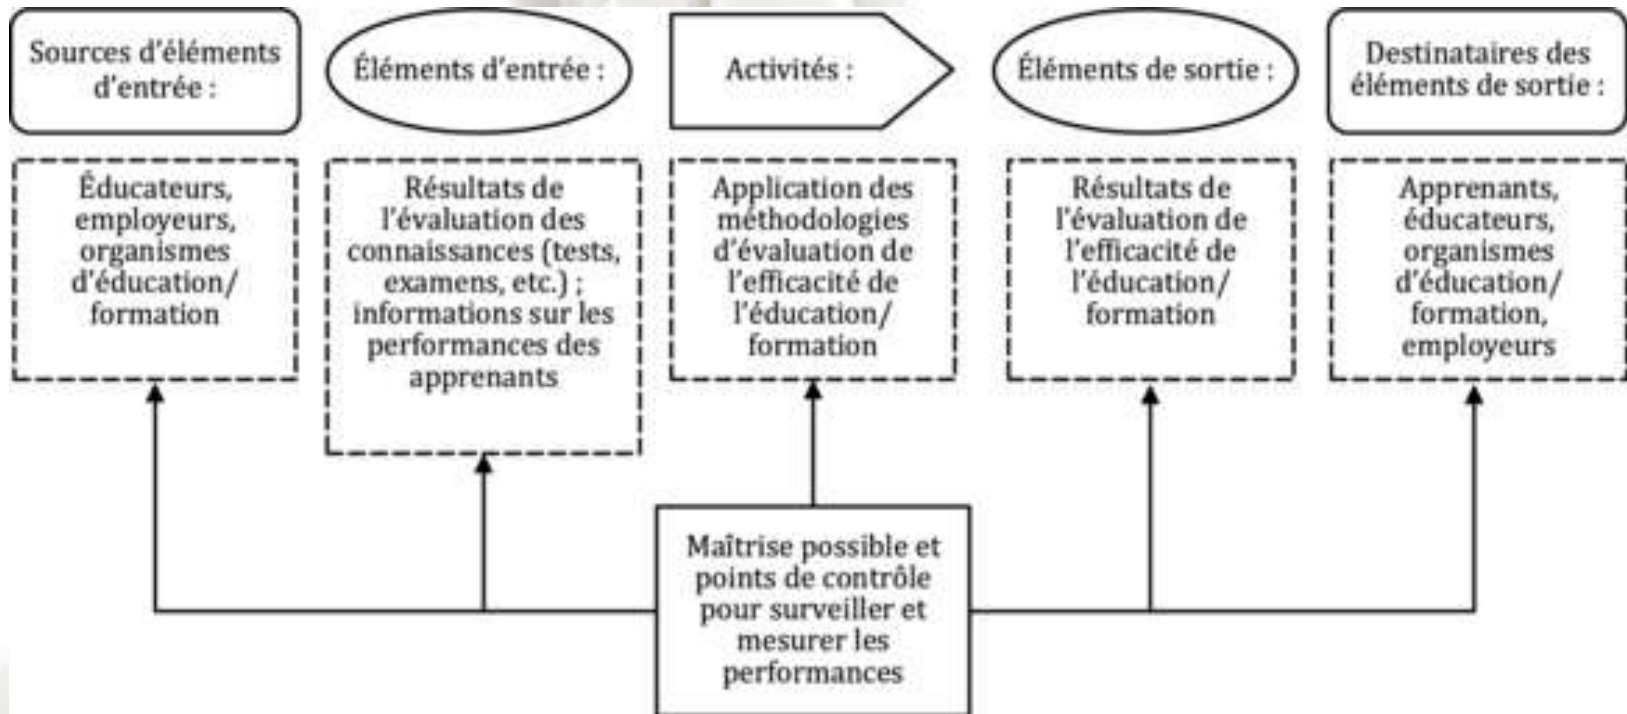 Sources d'éléments
d'entrée :
Éléments d'entrée :
Activités :
Éléments de sortie :
Destinataires des
éléments de sortie :
Éducateurs,
employeurs,
organismes
d'éducation/
formation
Résultats de
l'évaluation des
connaissances (tests,
examens, etc.) ;
informations sur les
performances des
apprenants
Application des
méthodologies
d'évaluation de
l'efficacité de
l'éducation/
formation
Résultats de
l'évaluation de
l'efficacité de
l'éducation/
formation
Apprenants,
éducateurs,
organismes
d'éducation/
formation,
employeurs
Maîtrise possible et
points de contrôle
pour surveiller et
mesurer les
performances